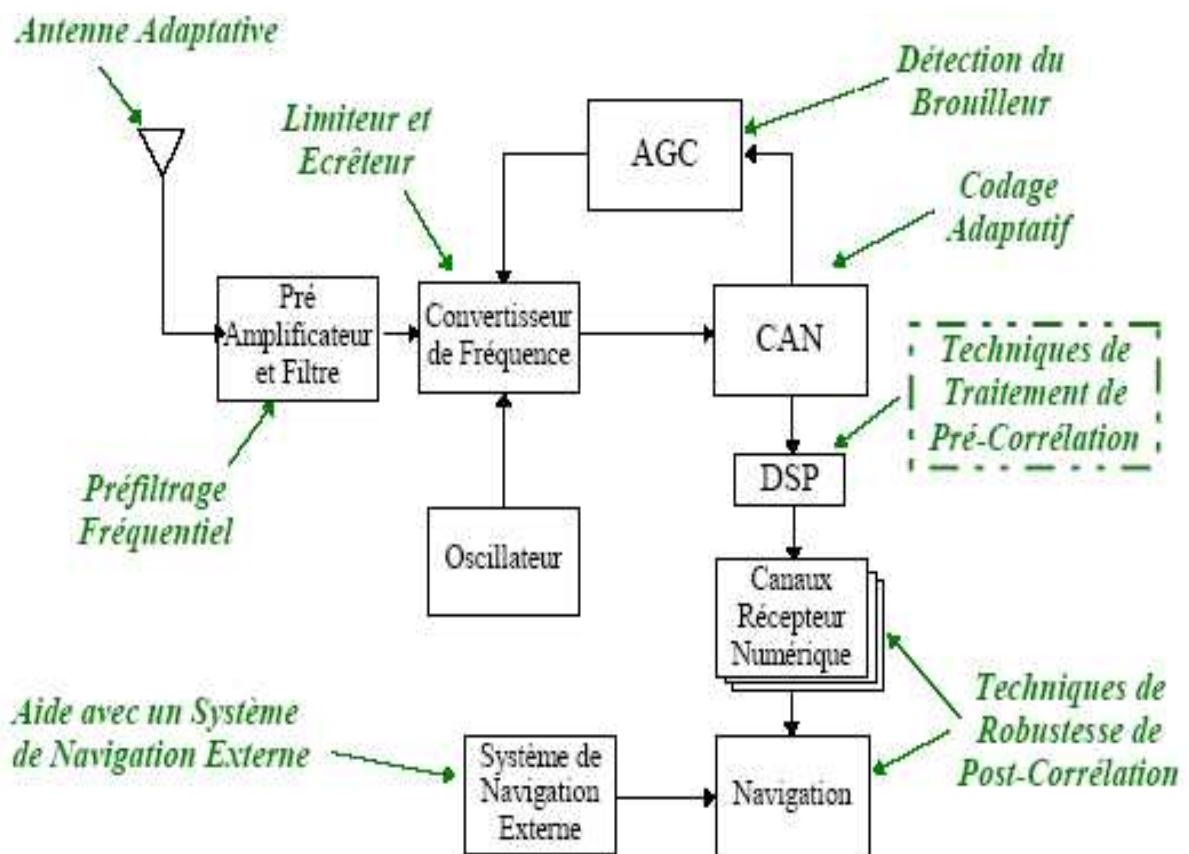 Antenne Adaptative
Détection du
Brouilleur
Limiteur et
Ecrêteur
AGC
Codage
Adaptatif
Pré
Amplificateur
et Filtre
Convertisseur
de Fréquence
CAN
Techniques de
Traitement de
Pré-Corrélation
DSP
Préfiltrage
Fréquentiel
Oscillateur
Canaux
Récepteur
Numérique
Aide avec un Système
de Navigation Externe
Techniques de
Robustesse de
Post-Corrélation
Système de
Navigation
Externe
Navigation